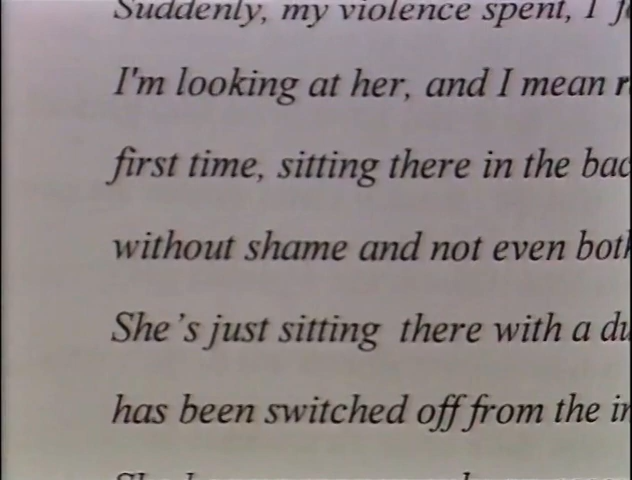 Suddenly, my violence spent, I
I'm looking at her, and I mean
first time, sitting there in the
without shame and not even
She's just sitting there with a
has been switched off from the